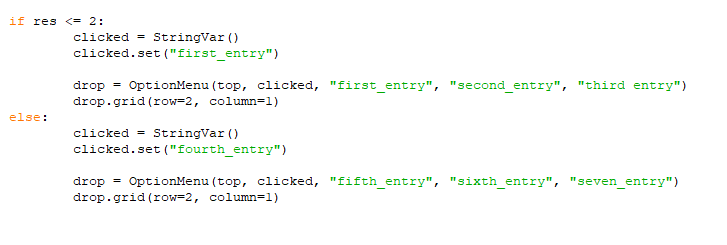 if res <= 2:
        clicked = StringVar()
        clicked.set("first_entry")
        drop = OptionMenu(top, clicked, "first_entry", "second_entry", "third entry")
        drop.grid(row=2, column=1)
else:
        clicked = StringVar()
        clicked.set("fourth_entry")
        drop = OptionMenu(top, clicked, "fifth_entry", "sixth_entry", "seven_entry")
        drop.grid(row=2, column=1)